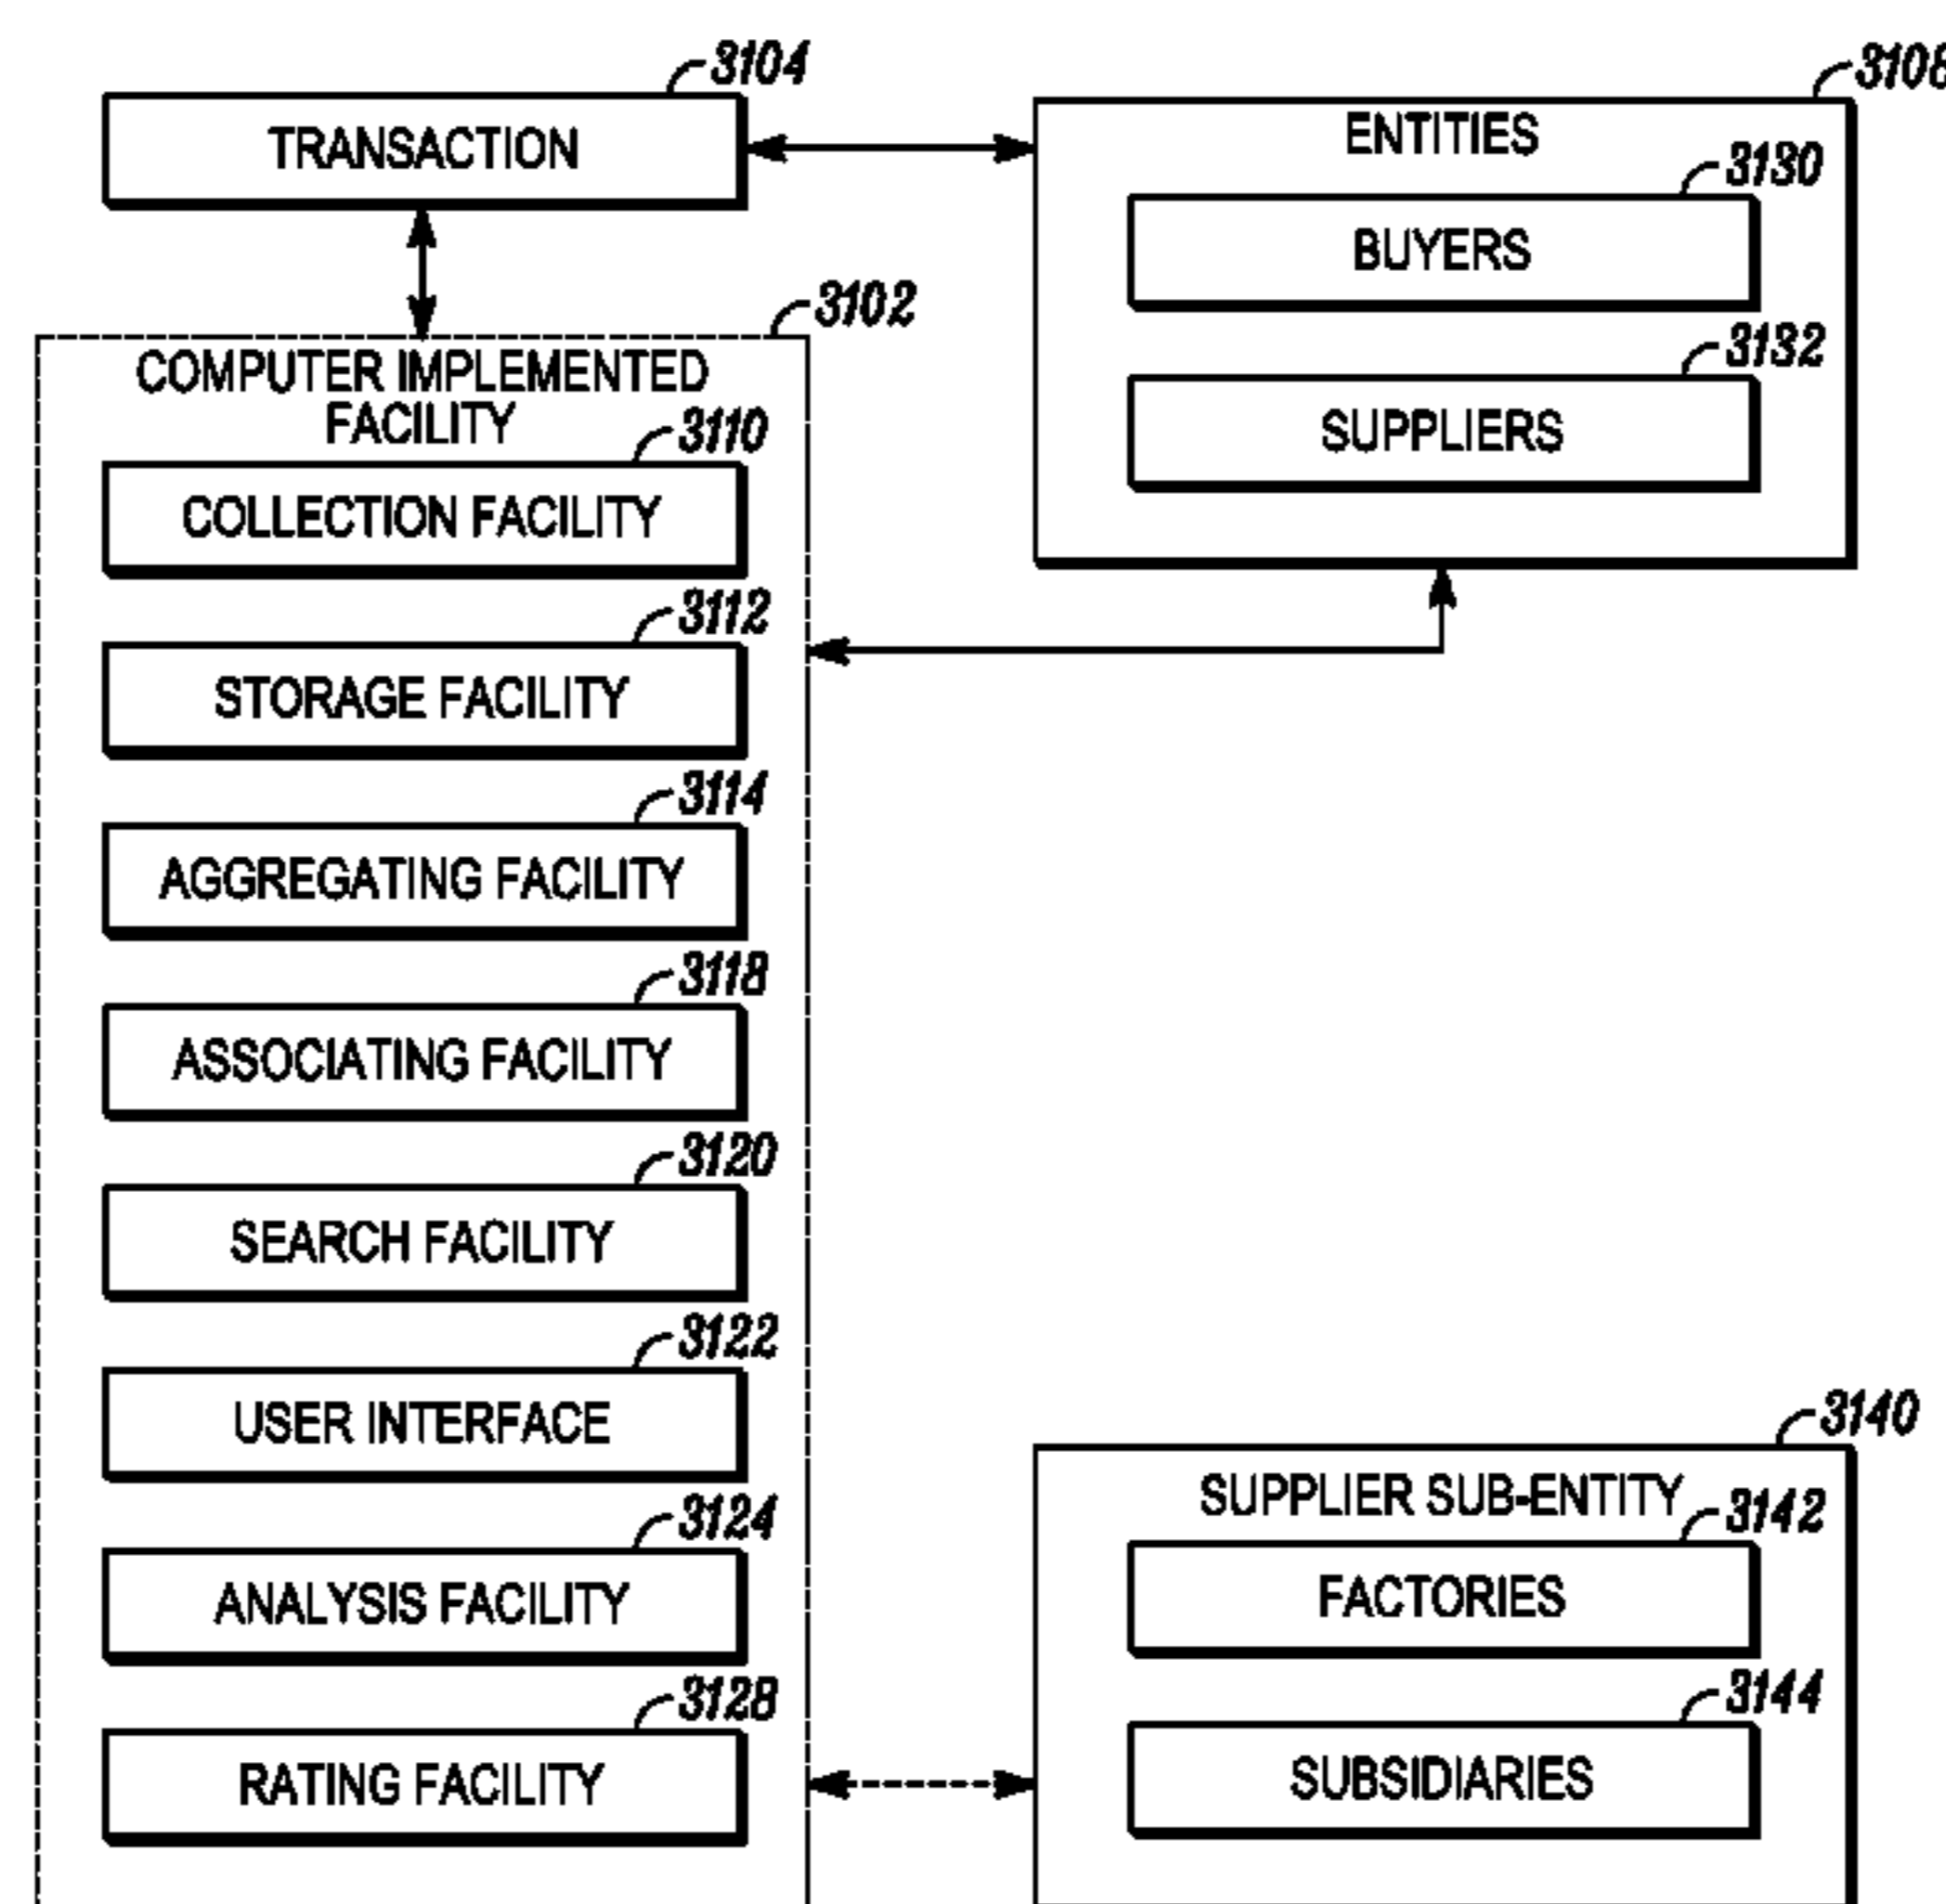 3104
TRANSACTION
3108
ENTITIES
3130
BUYERS
3132
SUPPLIERS
3102
COMPUTER IMPLEMENTED
FACILITY
3110
COLLECTION FACILITY
3112
STORAGE FACILITY
3114
AGGREGATING FACILITY
3118
ASSOCIATING FACILITY
3120
SEARCH FACILITY
3122
USER INTERFACE
3124
ANALYSIS FACILITY
3128
RATING FACILITY
3140
SUPPLIER SUB-ENTITY
3142
FACTORIES
3144
SUBSIDIARIES